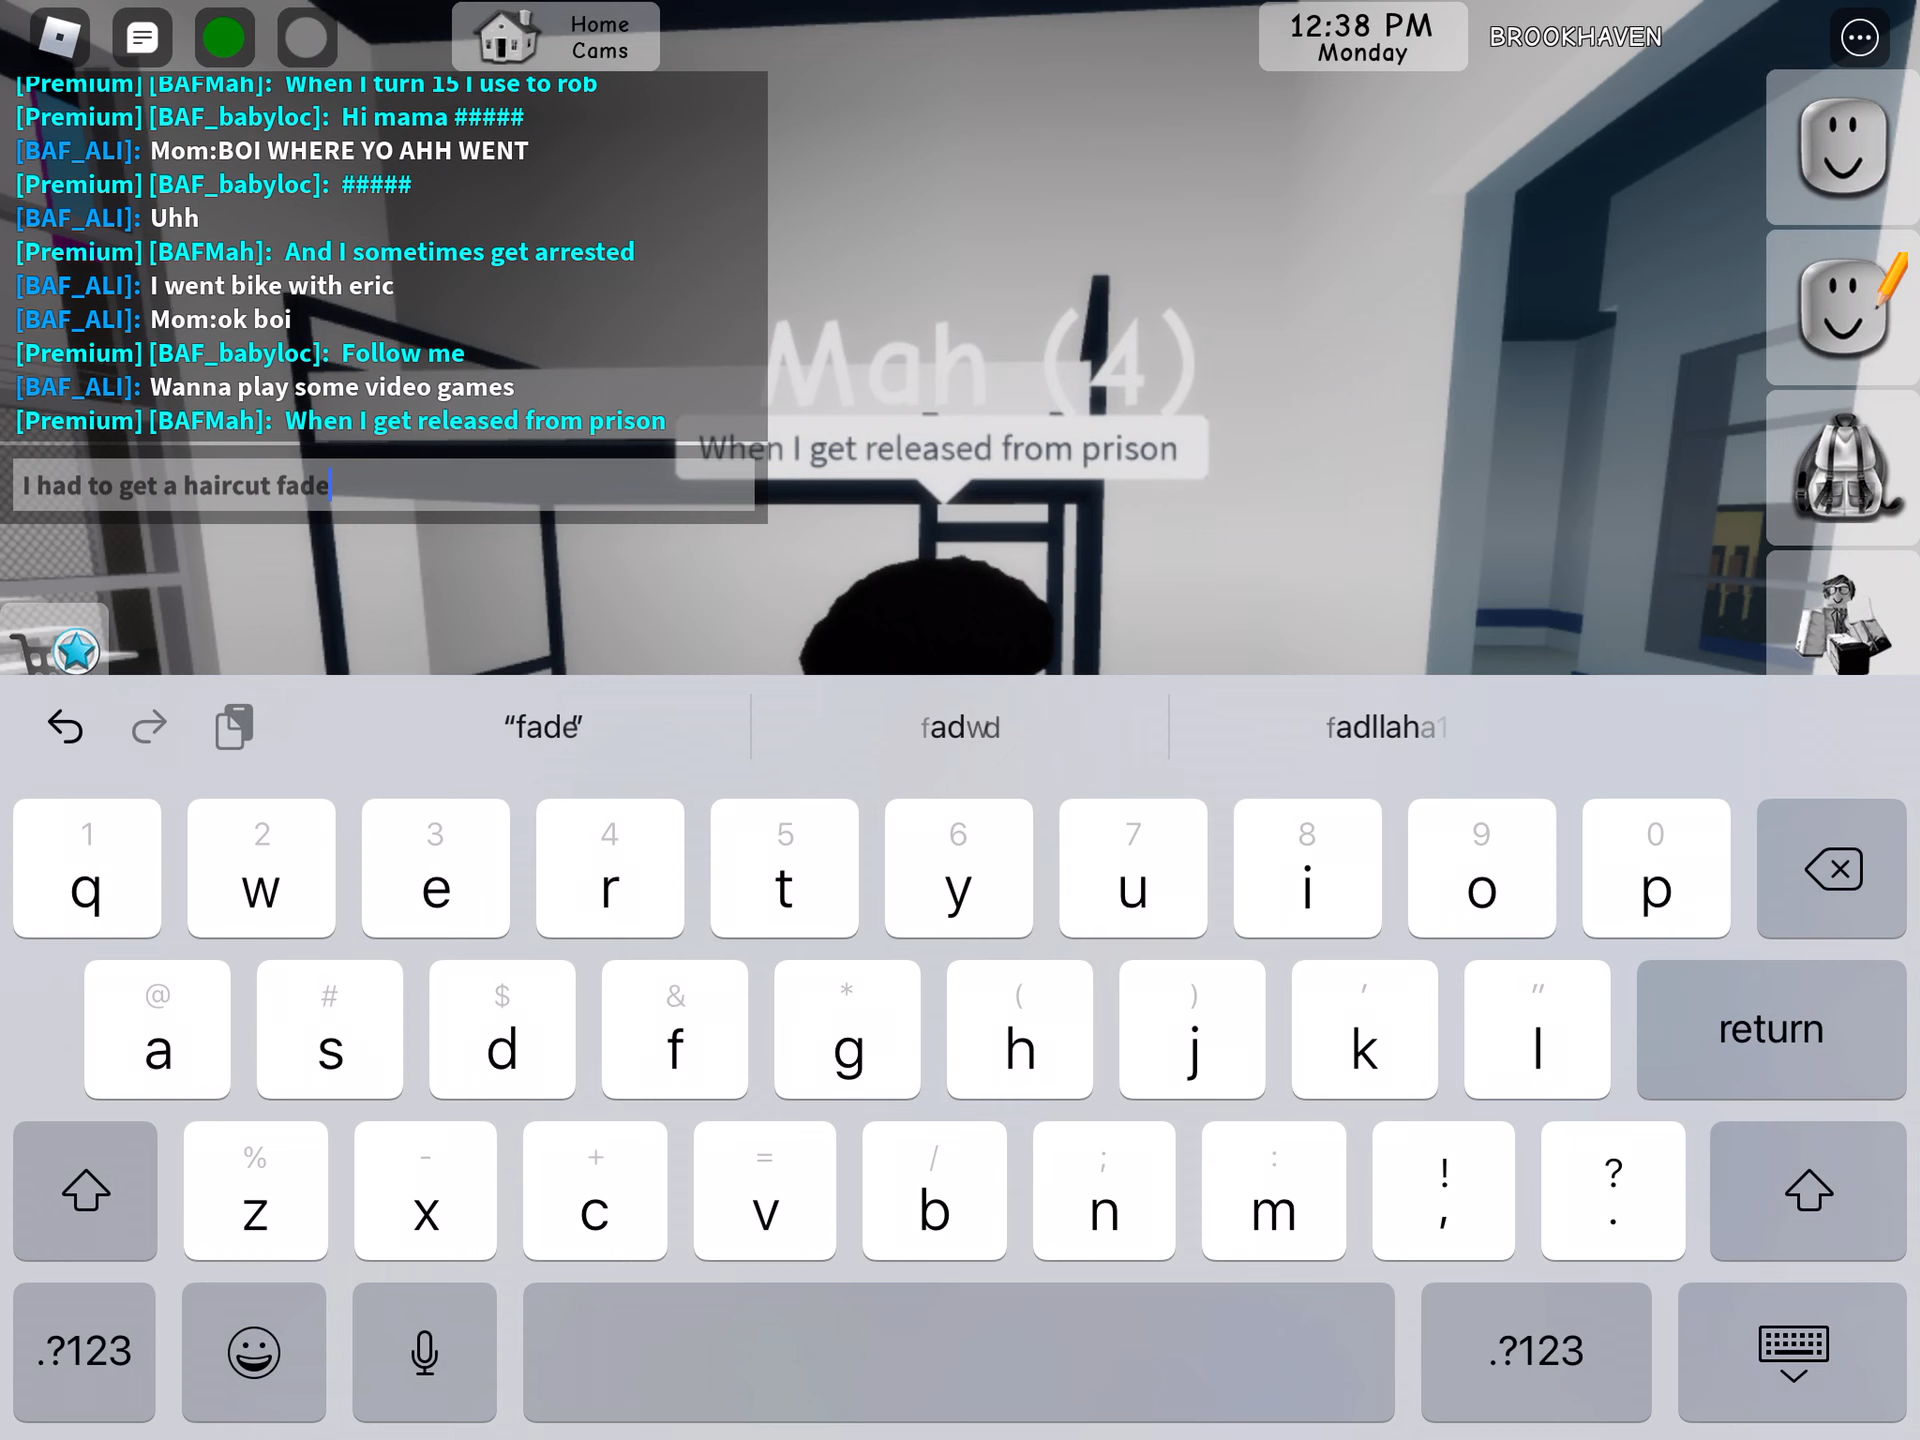 Home
Cams
12:38 PM
Monday
BROOKHAVEN
[Premium] [BAFMah]: When I turn 15 I use to rob
[Premium] [BAF_babyloc]: Hi mama #####
[BAF_ALI]: Mom:BOI WHERE YO AHH WENT
[Premium] [BAF_babyloc]: #####
[BAF_ALI]: Uhh
[Premium] [BAFMah]: And I sometimes get arrested
[BAF_ALI]: I went bike with eric
[BAF_ALI]: Mom:ok boi
[Premium] [BAF_babyloc]: Follow me
[BAF_ALI]: Wanna play some video games
[Premium] [BAFMah]: When I get released from prison
Mah (4)
When I get released from prison
I had to get a haircut fade
“fade” fadwd fadllaha1
1 2 3 4 5 6 7 8 9 0
q w e r t y u i o p
@ # $ & * ( ) ' "
a s d f g h j k l return
% - + = / ; : ! ?
z x c v b n m , .
.?123 .?123